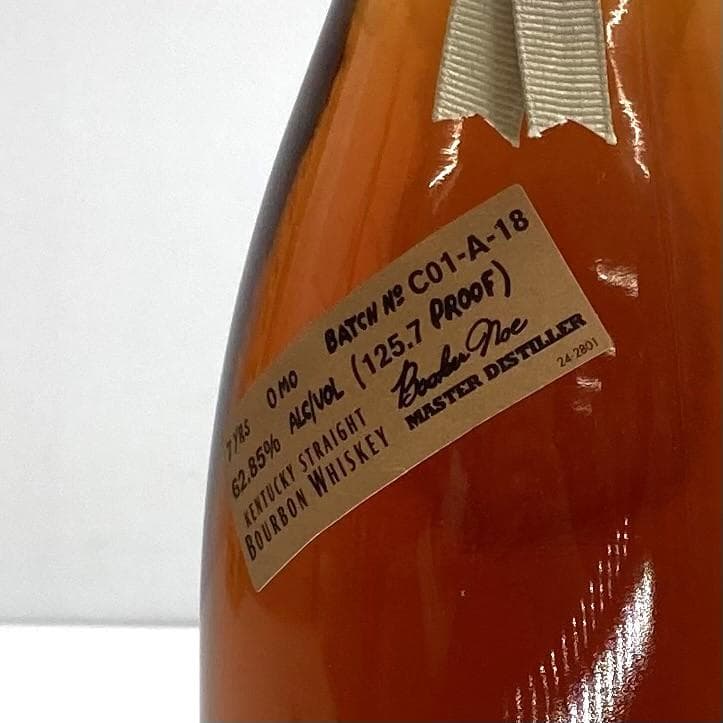 BATCH Nº C01-A-18
7 YRS 0 MO
62.85% ALC/VOL (125.7 PROOF)
KENTUCKY STRAIGHT
BOURBON WHISKEY
Booker Noe
MASTER DISTILLER
24-2801